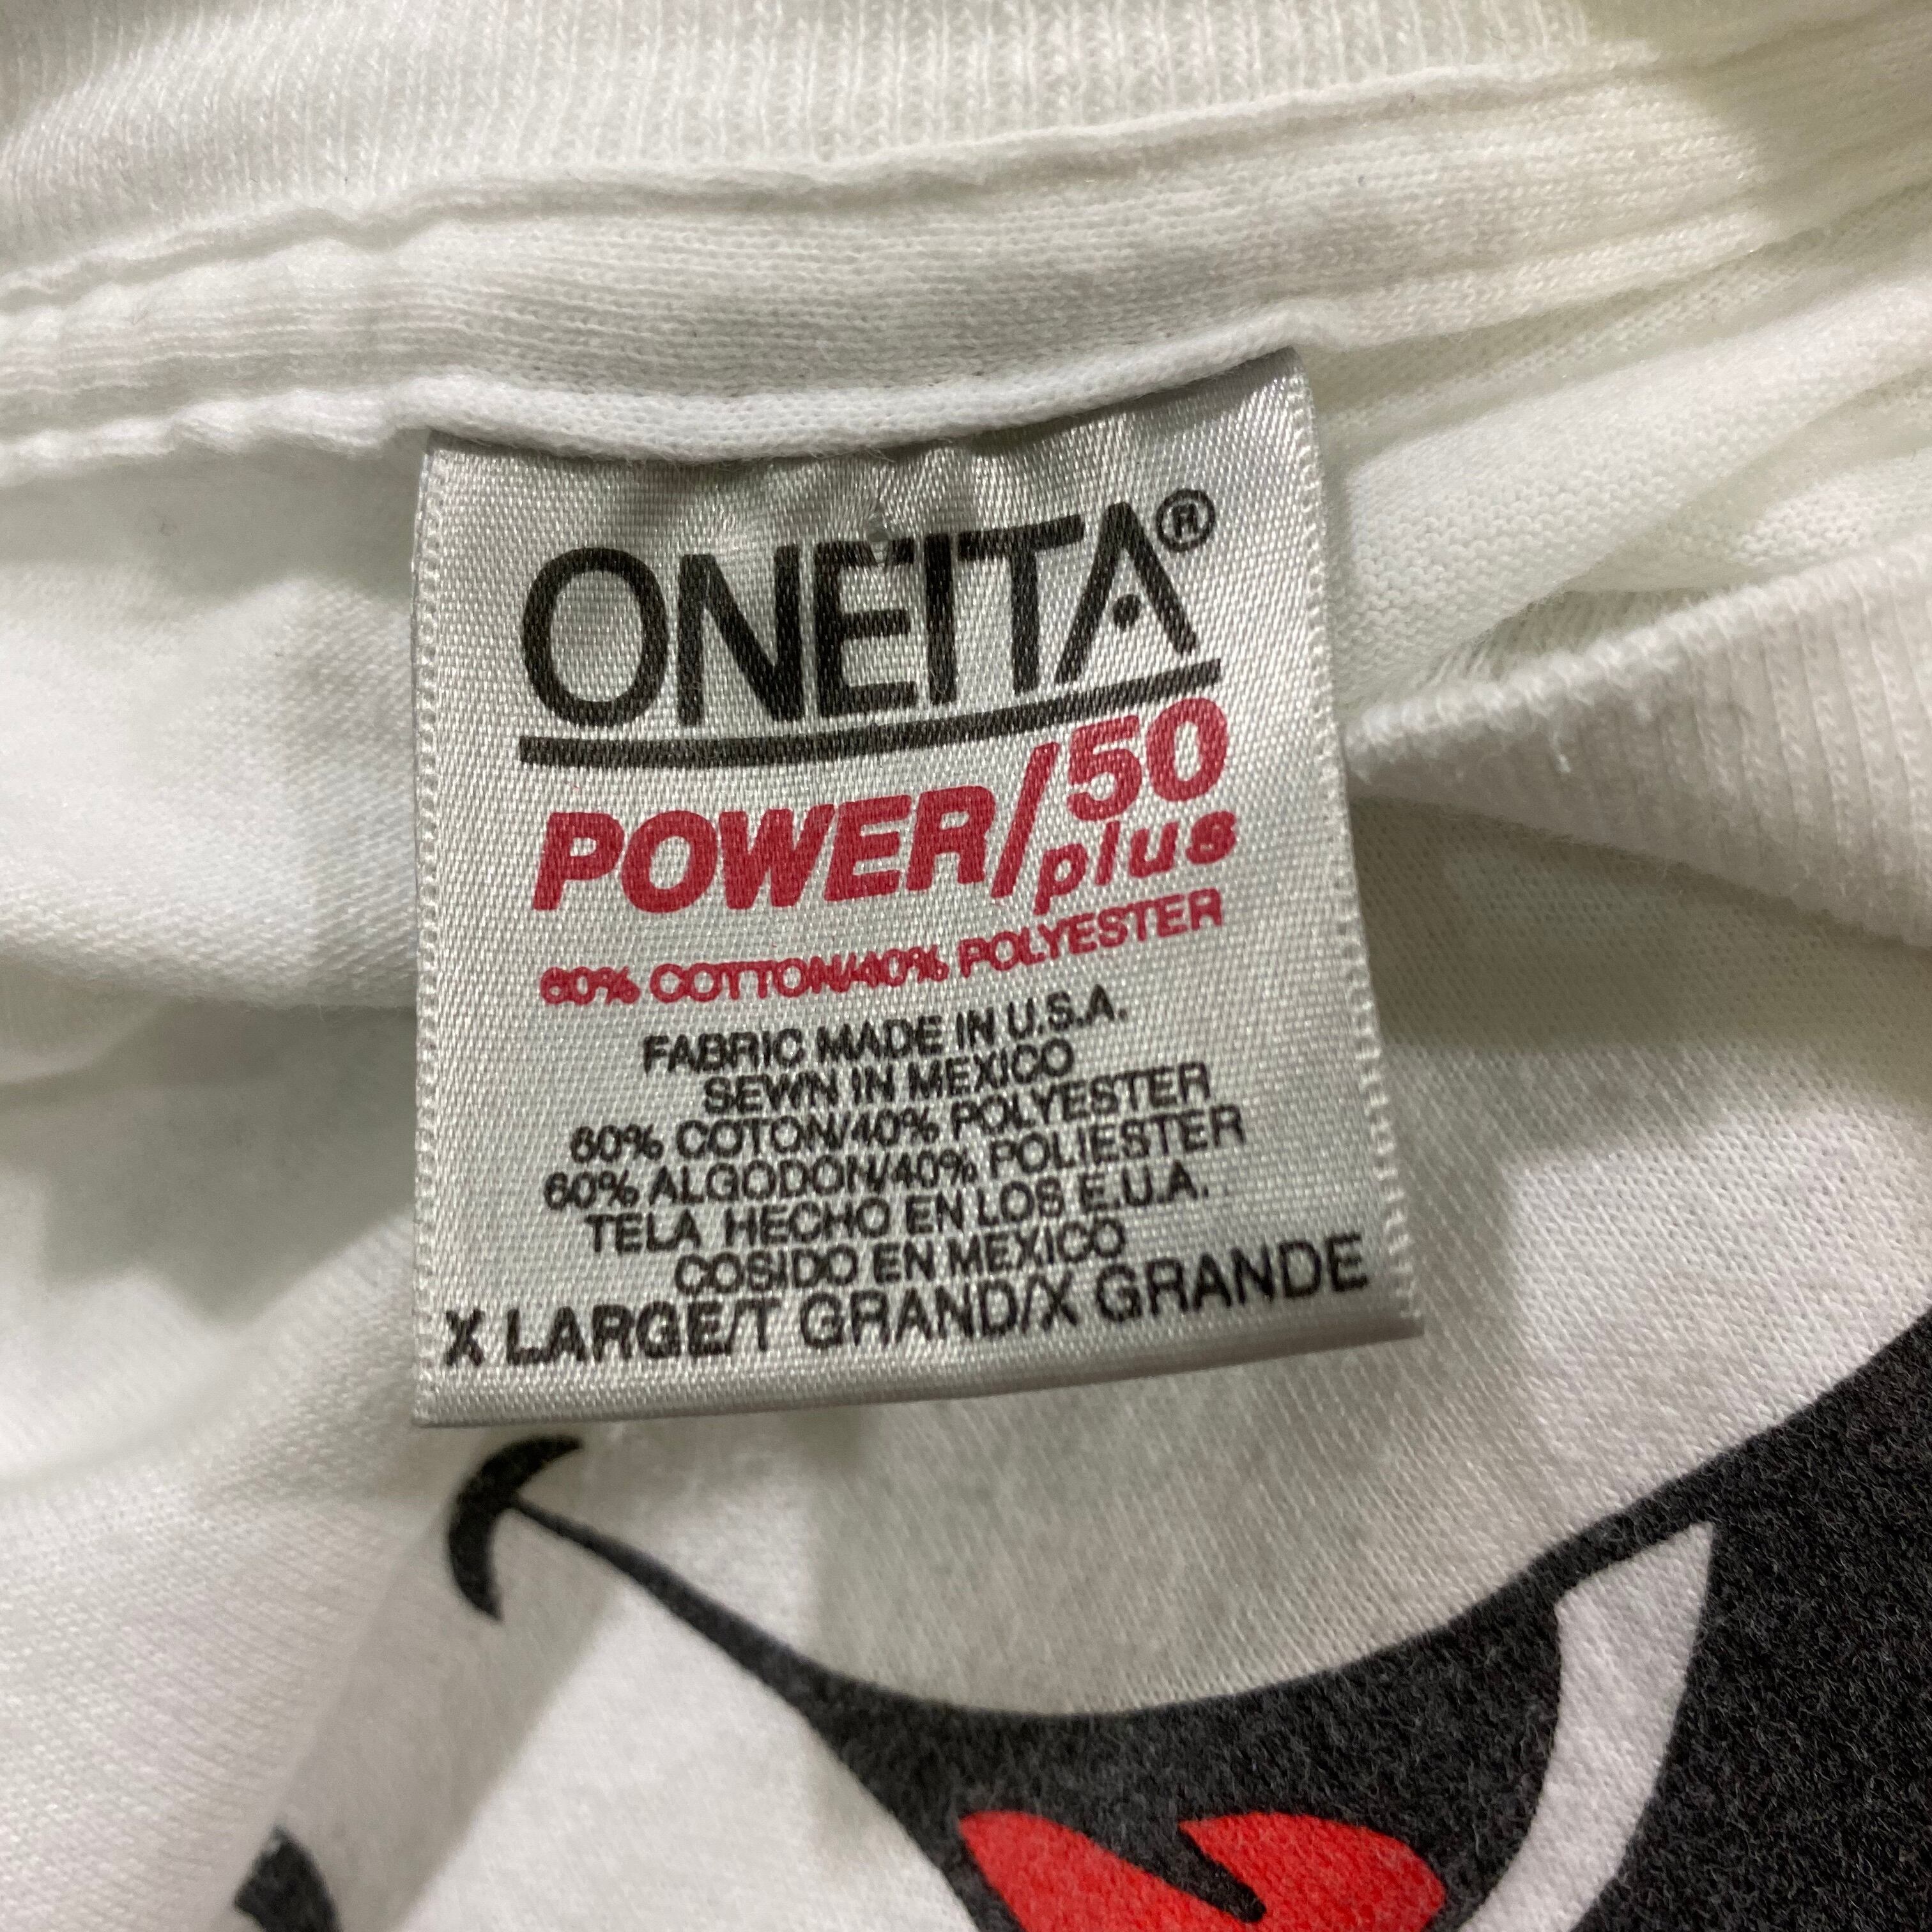 ONEITA®
POWER/50
plus
60% COTTON/40% POLYESTER
FABRIC MADE IN U.S.A.
SEWN IN MEXICO
60% COTON/40% POLYESTER
60% ALGODON/40% POLIESTER
TELA HECHO EN LOS E.U.A.
COSIDO EN MEXICO
X LARGE/T GRAND/X GRANDE